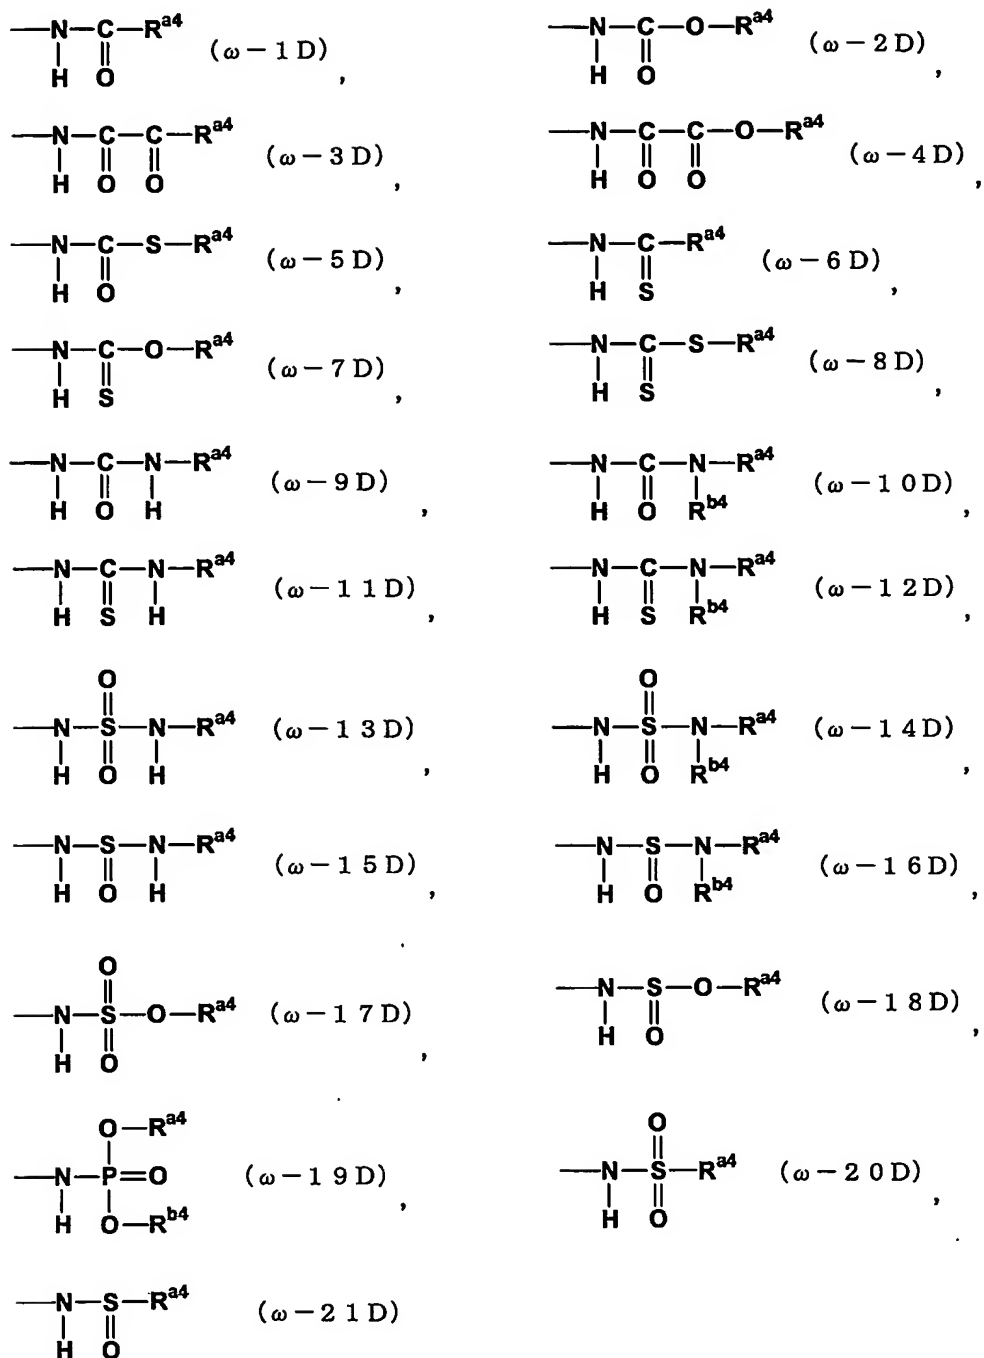 N C R^a4 (ω-1D),
H O
N C O R^a4 (ω-2D),
H O
N C C R^a4 (ω-3D),
H O O
N C C O R^a4 (ω-4D),
H O O
N C S R^a4 (ω-5D),
H O
N C R^a4 (ω-6D),
H S
N C O R^a4 (ω-7D),
H S
N C S R^a4 (ω-8D),
H S
N C N R^a4 (ω-9D),
H O H
N C N R^a4 (ω-10D),
H O R^b4
N C N R^a4 (ω-11D),
H S H
N C N R^a4 (ω-12D),
H S R^b4
O
N S N R^a4 (ω-13D),
H O H
O
N S N R^a4 (ω-14D),
H O R^b4
N S N R^a4 (ω-15D),
H O H
N S N R^a4 (ω-16D),
H O R^b4
O
N S O R^a4 (ω-17D),
H O
N S O R^a4 (ω-18D),
H O
O R^a4
N P=O (ω-19D),
H O R^b4
O
N S R^a4 (ω-20D),
H O
N S R^a4 (ω-21D)
H O